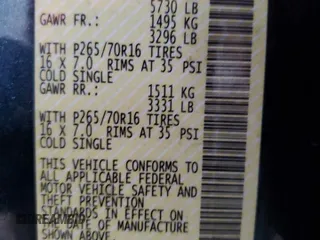 5730 LB
GAWR FR.: 1495 KG
3296 LB
WITH P265/70R16 TIRES
16 X 7.0 RIMS AT 35 PSI
COLD SINGLE
GAWR RR.: 1511 KG
3331 LB
WITH P265/70R16 TIRES
16 X 7.0 RIMS AT 35 PSI
COLD SINGLE
THIS VEHICLE CONFORMS TO
ALL APPLICABLE FEDERAL
MOTOR VEHICLE SAFETY AND
THEFT PREVENTION
STANDARDS IN EFFECT ON
DATE OF MANUFACTURE
SHOWN ABOVE.